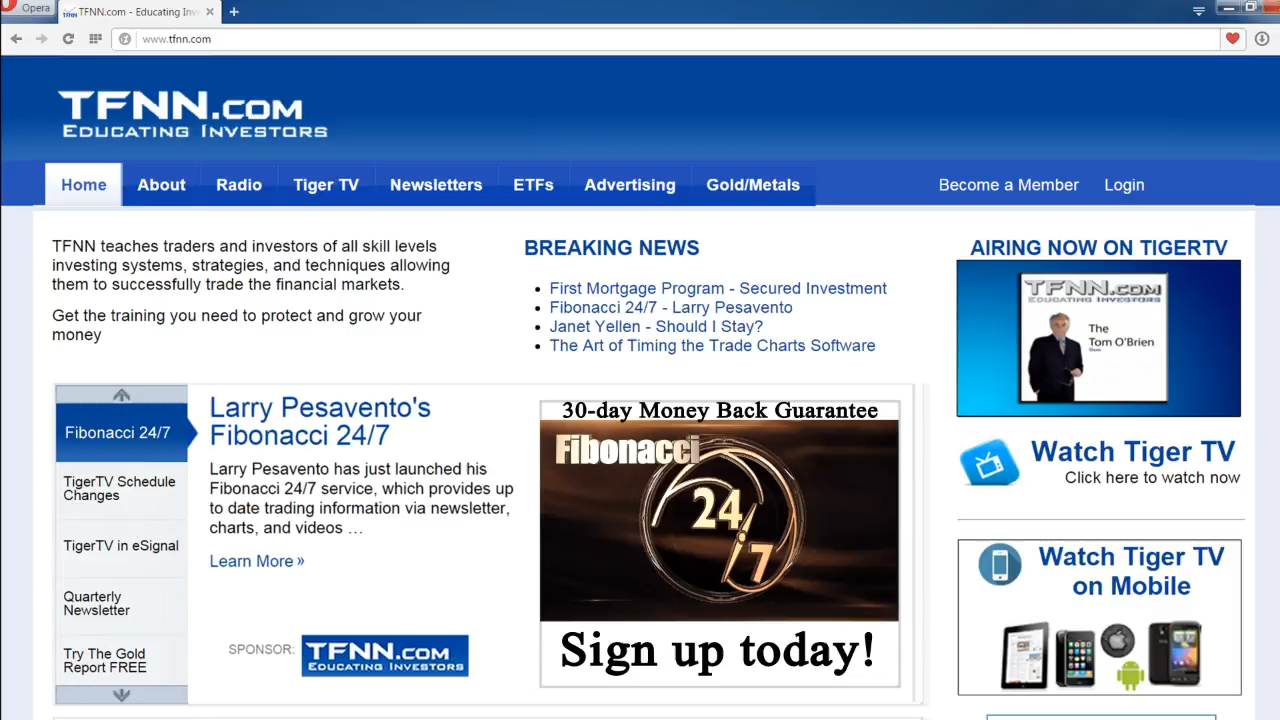 Opera
TFNN.com - Educating Inv
www.tfnn.com
TFNN.COM
EDUCATING INVESTORS
Home About Radio Tiger TV Newsletters ETFs Advertising Gold/Metals Become a Member Login
TFNN teaches traders and investors of all skill levels
investing systems, strategies, and techniques allowing
them to successfully trade the financial markets.
Get the training you need to protect and grow your
money
BREAKING NEWS
First Mortgage Program - Secured Investment
Fibonacci 24/7 - Larry Pesavento
Janet Yellen - Should I Stay?
The Art of Timing the Trade Charts Software
AIRING NOW ON TIGERTV
TFNN.COM
EDUCATING INVESTORS
The
Tom O'Brien
Show
Watch Tiger TV
Click here to watch now
Watch Tiger TV
on Mobile
Fibonacci 24/7
TigerTV Schedule
Changes
TigerTV in eSignal
Quarterly
Newsletter
Try The Gold
Report FREE
Larry Pesavento's
Fibonacci 24/7
Larry Pesavento has just launched his
Fibonacci 24/7 service, which provides up
to date trading information via newsletter,
charts, and videos …
Learn More »
SPONSOR:
TFNN.COM
EDUCATING INVESTORS
30-day Money Back Guarantee
Fibonacci
24
7
Sign up today!